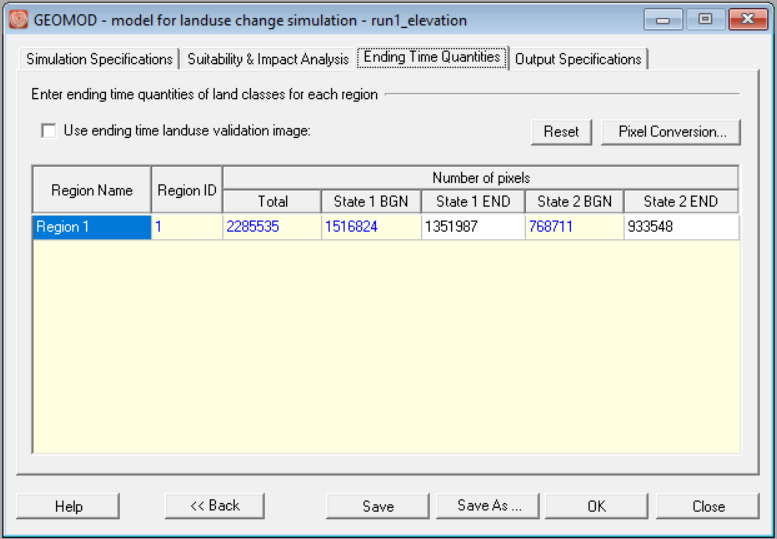 GEOMOD - model for landuse change simulation - run1_elevation
Simulation Specifications Suitability & Impact Analysis Ending Time Quantities Output Specifications
Enter ending time quantities of land classes for each region
Use ending time landuse validation image: Reset Pixel Conversion...
Region Name Region ID Number of pixels
Total State 1 BGN State 1 END State 2 BGN State 2 END
Region 1 1 2285535 1516824 1351987 768711 933548
Help << Back Save Save As ... OK Close